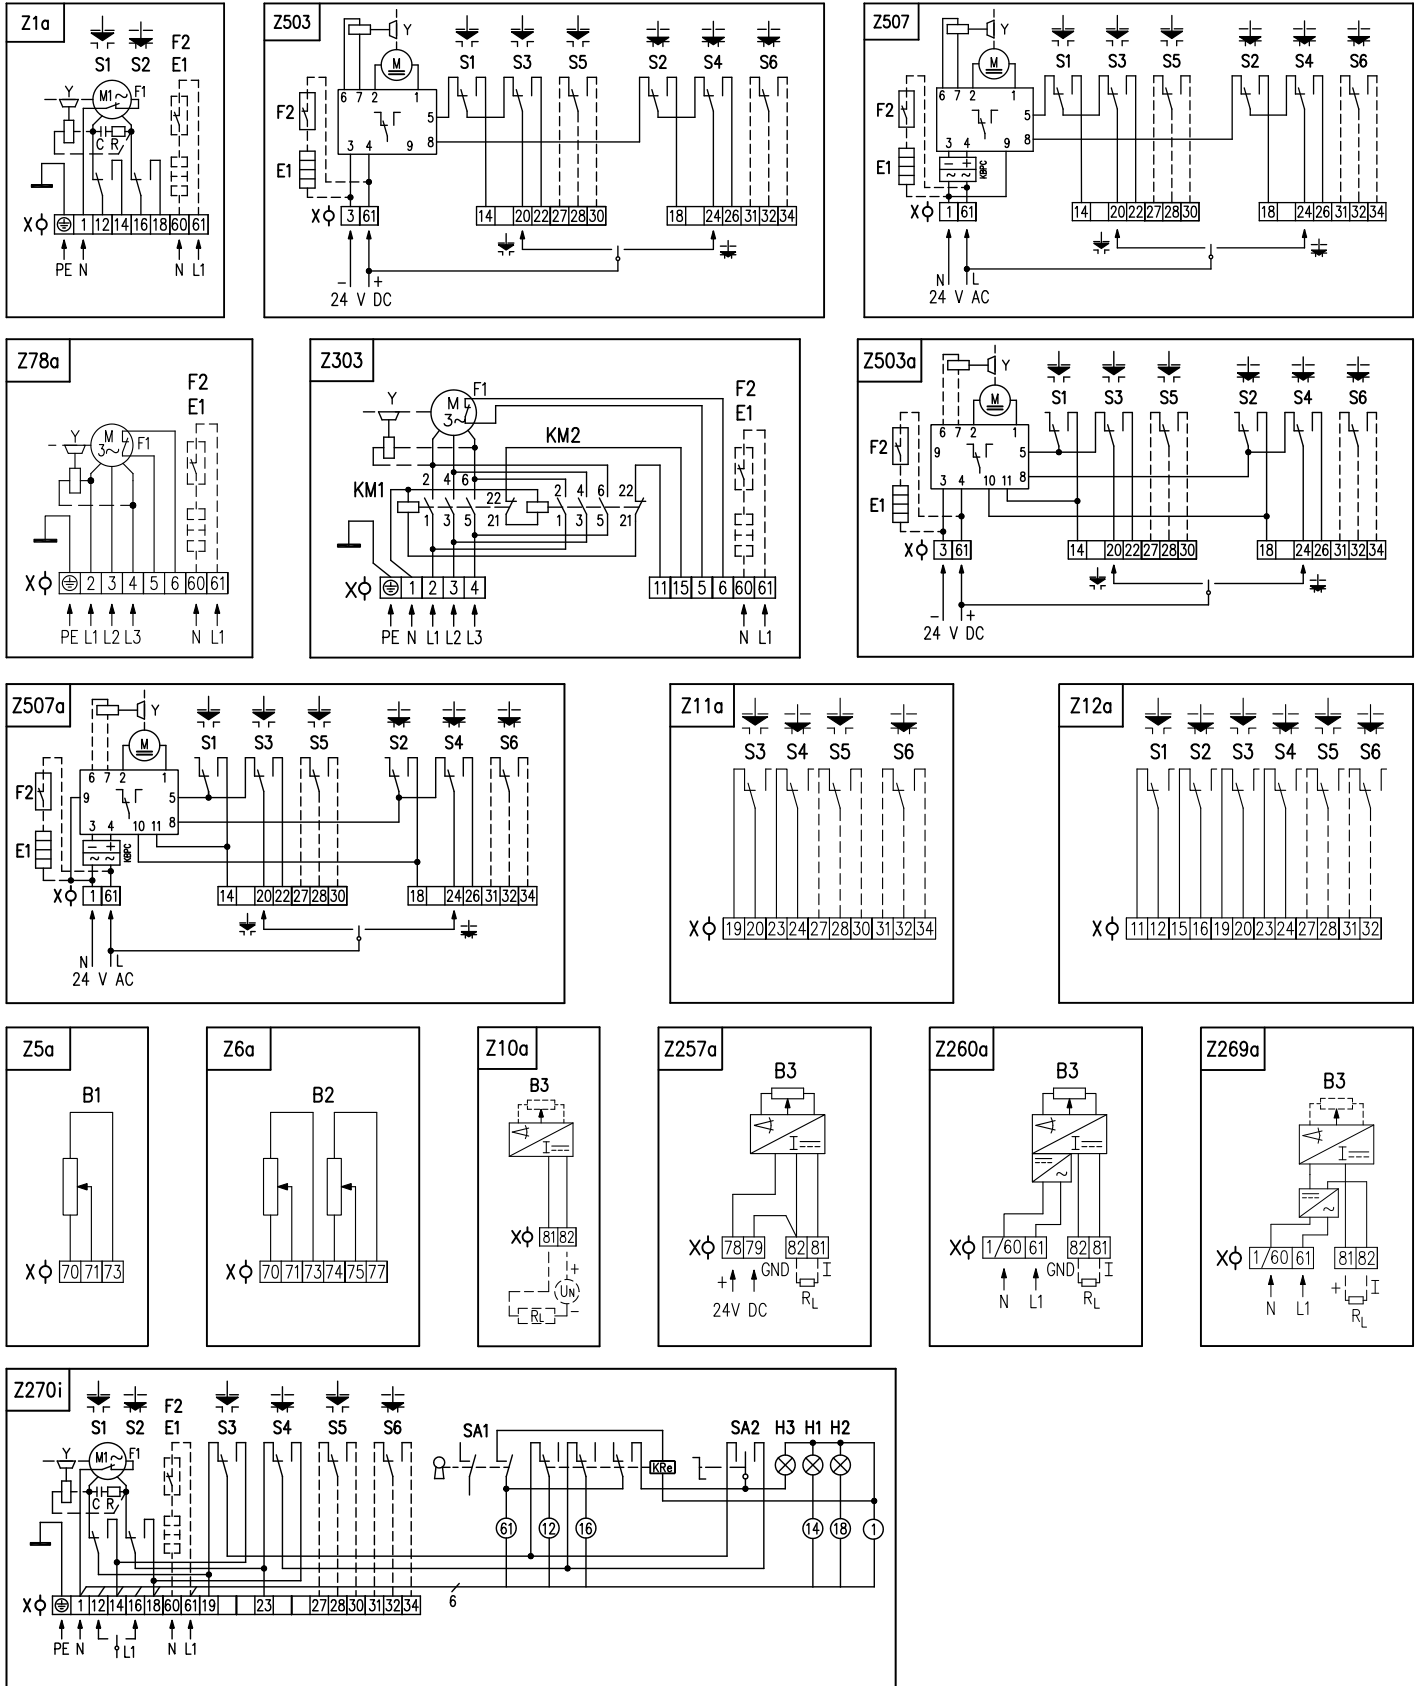 Z1a
S1 S2 F2
E1
M1 F1
Y
C R
X 1 12 14 16 18 60 61
PE N N L1
Z503
Y
M
S1 S3 S5 S2 S4 S6
6 7 2 1
F2
5
8
3 4 9
E1
X 3 61 14 20 22 27 28 30 18 24 26 31 32 34
- +
24 V DC
Z507
Y
M
S1 S3 S5 S2 S4 S6
6 7 2 1
F2
5
8
3 4 9
E1
KBPC
X 1 61 14 20 22 27 28 30 18 24 26 31 32 34
N L
24 V AC
Z78a
F2
E1
Y
M
3~
F1
X 2 3 4 5 6 60 61
PE L1 L2 L3 N L1
Z303
Y
M
3~
F1
F2
E1
KM2
KM1
2 4 6 22 2 4 6 22
1 3 5 21 1 3 5 21
X 1 2 3 4 11 15 5 6 60 61
PE N L1 L2 L3 N L1
Z503a
Y
M
S1 S3 S5 S2 S4 S6
6 7 2 1
F2 9 5
8
3 4 10 11
E1
X 3 61 14 20 22 27 28 30 18 24 26 31 32 34
- +
24 V DC
Z507a
Y
M
S1 S3 S5 S2 S4 S6
6 7 2 1
F2 9 5
8
3 4 10 11
E1
KBPC
X 1 61 14 20 22 27 28 30 18 24 26 31 32 34
N L
24 V AC
Z11a
S3 S4 S5 S6
X 19 20 23 24 27 28 30 31 32 34
Z12a
S1 S2 S3 S4 S5 S6
X 11 12 15 16 19 20 23 24 27 28 31 32
Z5a
B1
X 70 71 73
Z6a
B2
X 70 71 73 74 75 77
Z10a
B3
I
X 81 82
+
UN
RL -
Z257a
B3
I
X 78 79 82 81
+ GND I
24V DC RL
Z260a
B3
I
~
X 1/60 61 82 81
GND I
N L1 RL
Z269a
B3
I
~
X 1/60 61 81 82
+ I
N L1 RL
Z270i
S1 S2 F2
E1 S3 S4 S5 S6 SA1 SA2 H3 H1 H2
Y
M1 ~ F1
KRe
C R
61 12 16 14 18 1
6
X 1 12 14 16 18 60 61 19 23 27 28 30 31 32 34
PE N L1 N L1